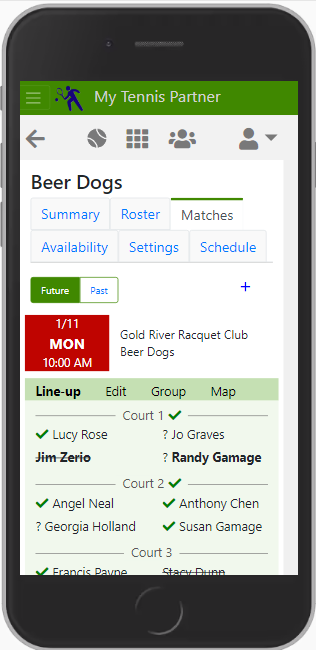 My Tennis Partner
Beer Dogs
Summary Roster Matches
Availability Settings Schedule
Future Past +
1/11
MON
10:00 AM
Gold River Racquet Club
Beer Dogs
Line-up Edit Group Map
Court 1 ✔
✔ Lucy Rose ? Jo Graves
Jim Zerio ? Randy Gamage
Court 2 ✔
✔ Angel Neal ✔ Anthony Chen
? Georgia Holland ✔ Susan Gamage
Court 3
✔ Francis Payne Stacy Dunn